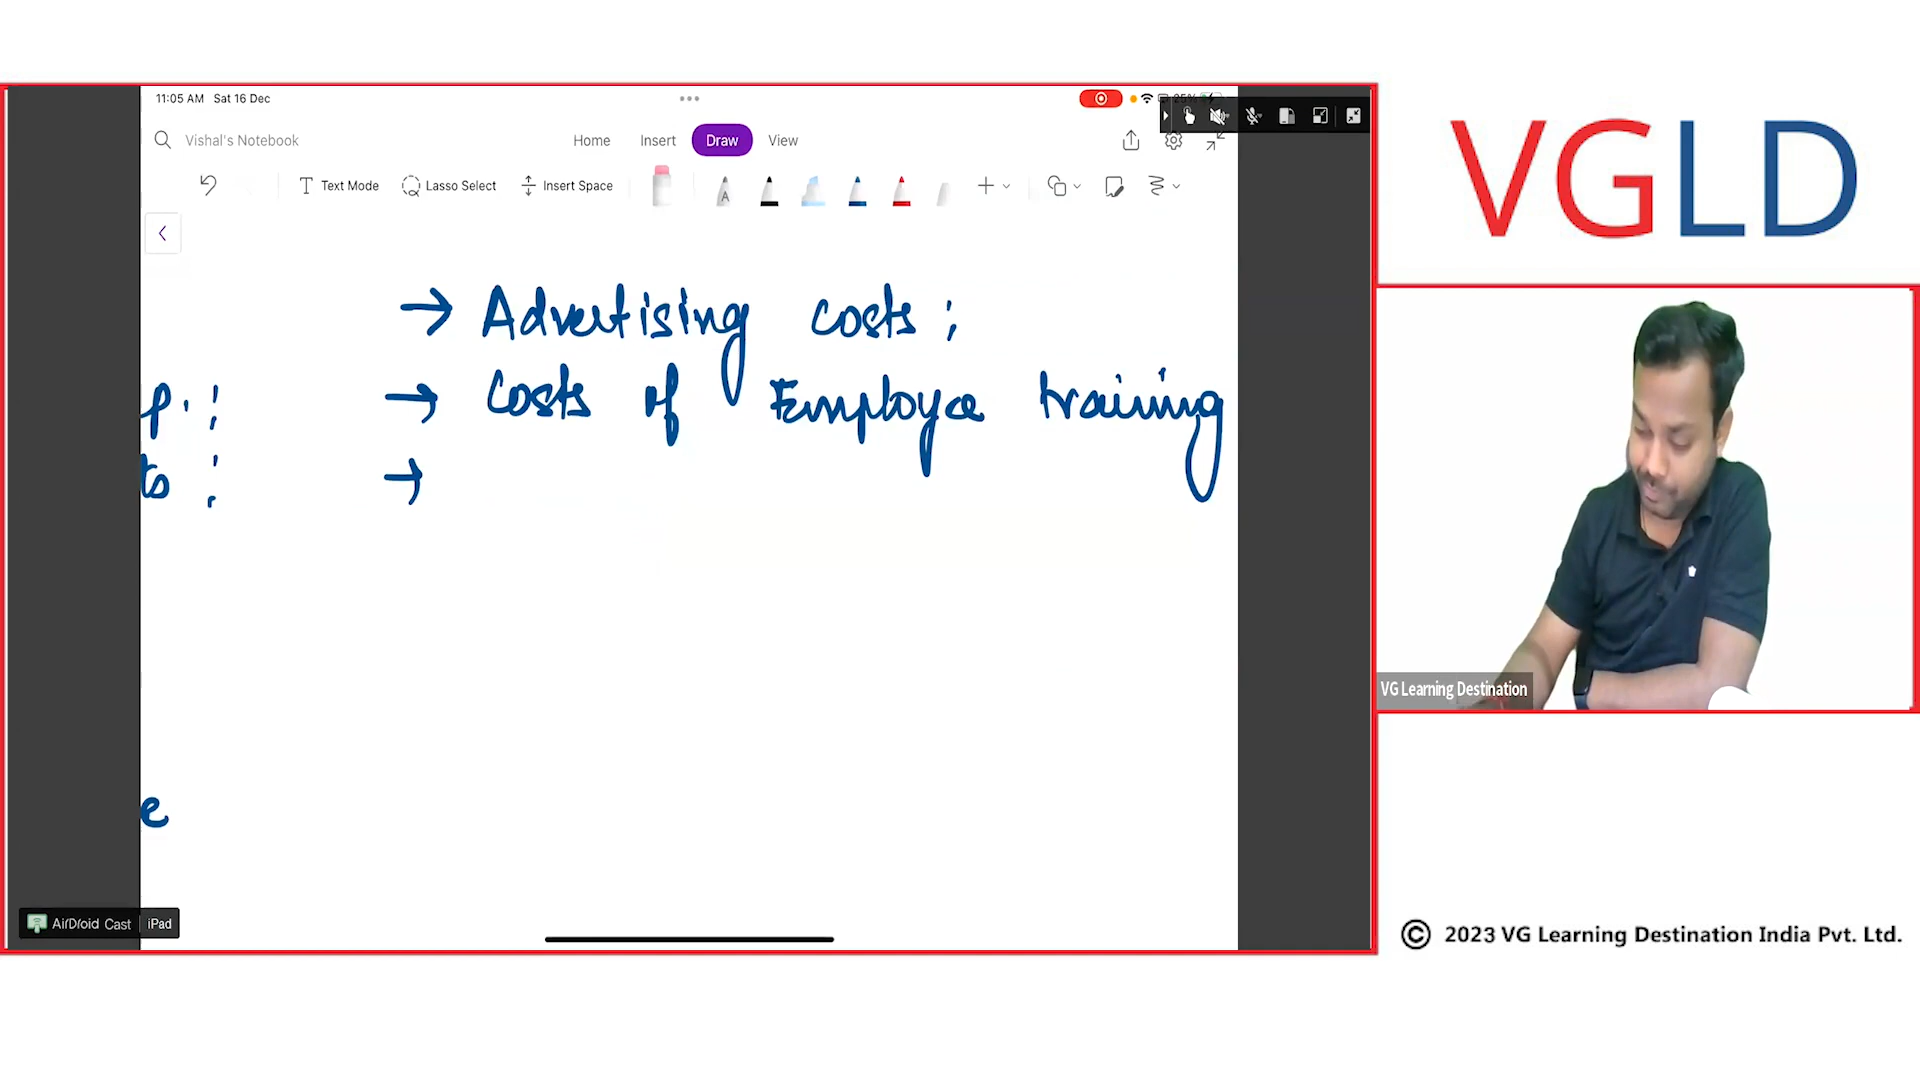 11:05 AM Sat 16 Dec
25%
Vishal's Notebook
Home Insert Draw View
Text Mode Lasso Select Insert Space
A
→ Advertising costs ;
p. ; → Costs of Employee training
ts ; →
e
AirDroid Cast iPad
VGLD
VG Learning Destination
© 2023 VG Learning Destination India Pvt. Ltd.